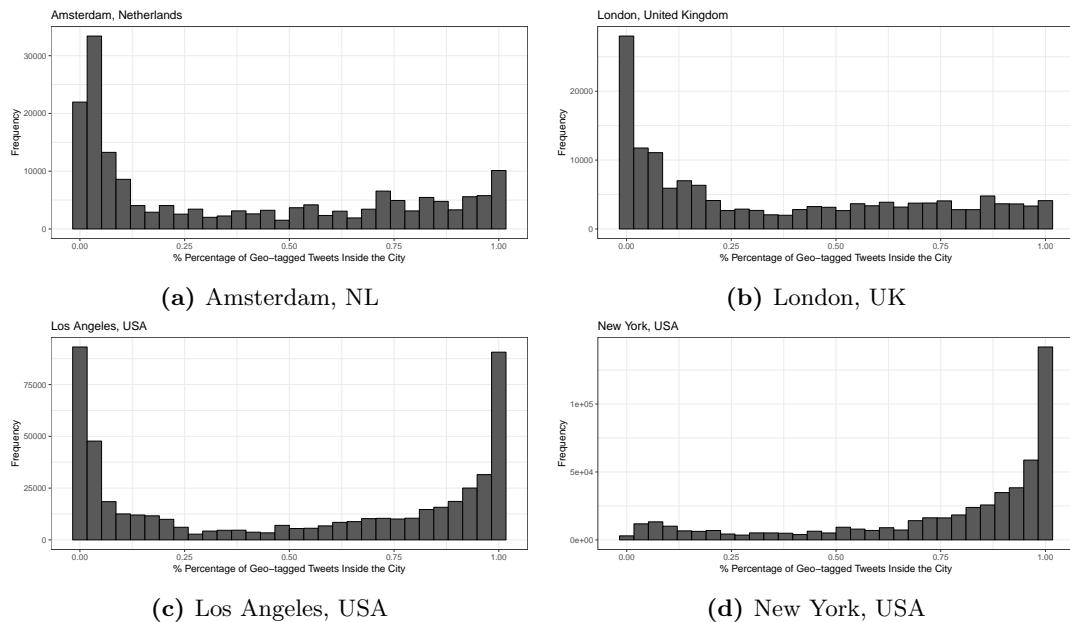 Amsterdam, Netherlands
Frequency
30000
20000
10000
0
0.00 0.25 0.50 0.75 1.00
% Percentage of Geo-tagged Tweets Inside the City
(a) Amsterdam, NL
London, United Kingdom
Frequency
20000
10000
0
0.00 0.25 0.50 0.75 1.00
% Percentage of Geo-tagged Tweets Inside the City
(b) London, UK
Los Angeles, USA
Frequency
75000
50000
25000
0
0.00 0.25 0.50 0.75 1.00
% Percentage of Geo-tagged Tweets Inside the City
(c) Los Angeles, USA
New York, USA
Frequency
1e+05
5e+04
0e+00
0.00 0.25 0.50 0.75 1.00
% Percentage of Geo-tagged Tweets Inside the City
(d) New York, USA